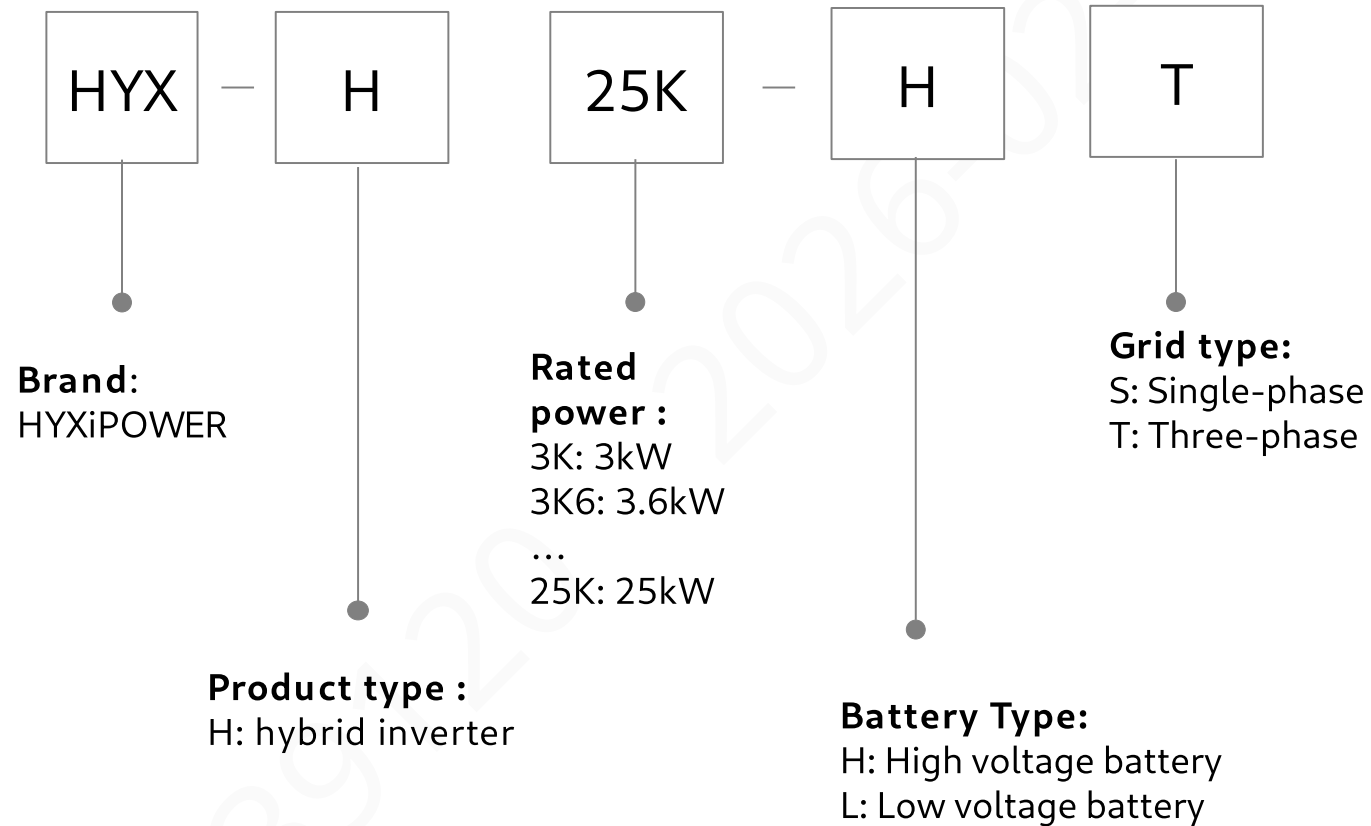 HYX – H 25K – H T
Brand:
HYXiPOWER
Product type :
H: hybrid inverter
Rated
power :
3K: 3kW
3K6: 3.6kW
...
25K: 25kW
Battery Type:
H: High voltage battery
L: Low voltage battery
Grid type:
S: Single-phase
T: Three-phase